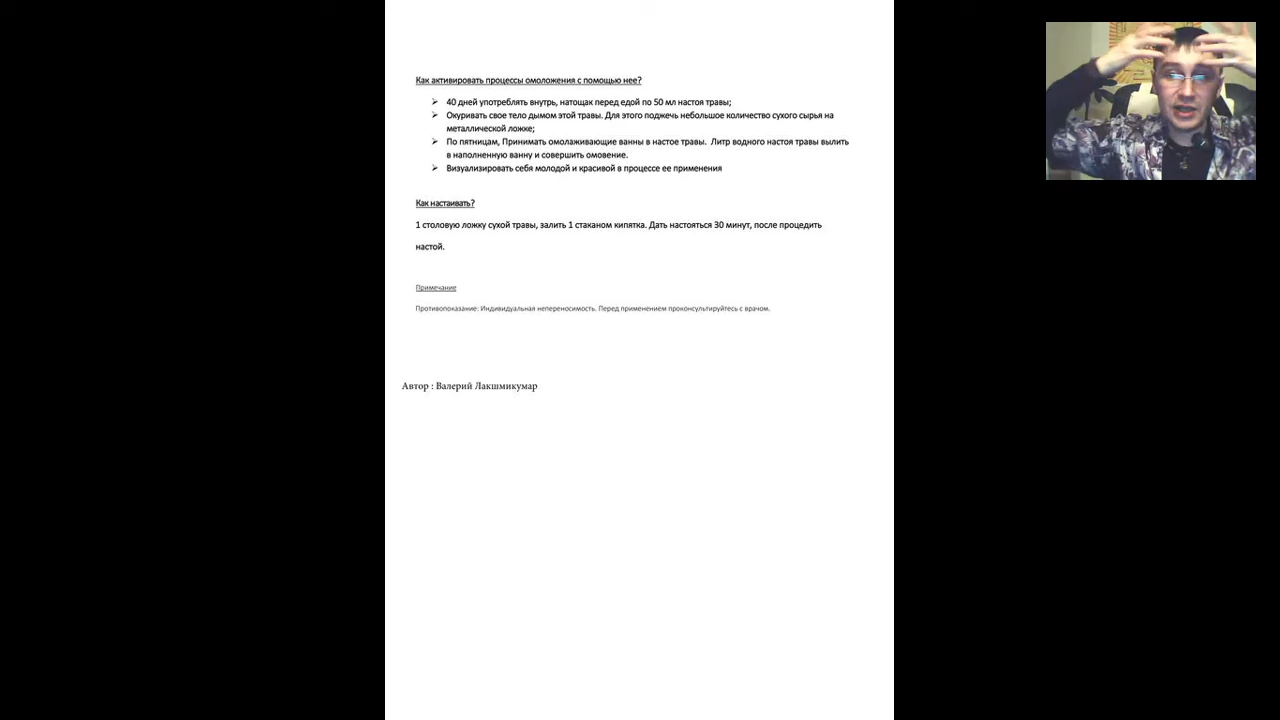 Как активировать процессы омоложения с помощью нее?
➢ 40 дней употреблять внутрь, натощак перед едой по 50 мл настоя травы;
➢ Окуривать свое тело дымом этой травы. Для этого поджечь небольшое количество сухого сырья на
металлической ложке;
➢ По пятницам, Принимать омолаживающие ванны в настое травы. Литр водного настоя травы вылить
в наполненную ванну и совершить омовение.
➢ Визуализировать себя молодой и красивой в процессе ее применения
Как настаивать?
1 столовую ложку сухой травы, залить 1 стаканом кипятка. Дать настояться 30 минут, после процедить
настой.
Примечание
Противопоказание: Индивидуальная непереносимость. Перед применением проконсультируйтесь с врачом.
Автор : Валерий Лакшмикумар